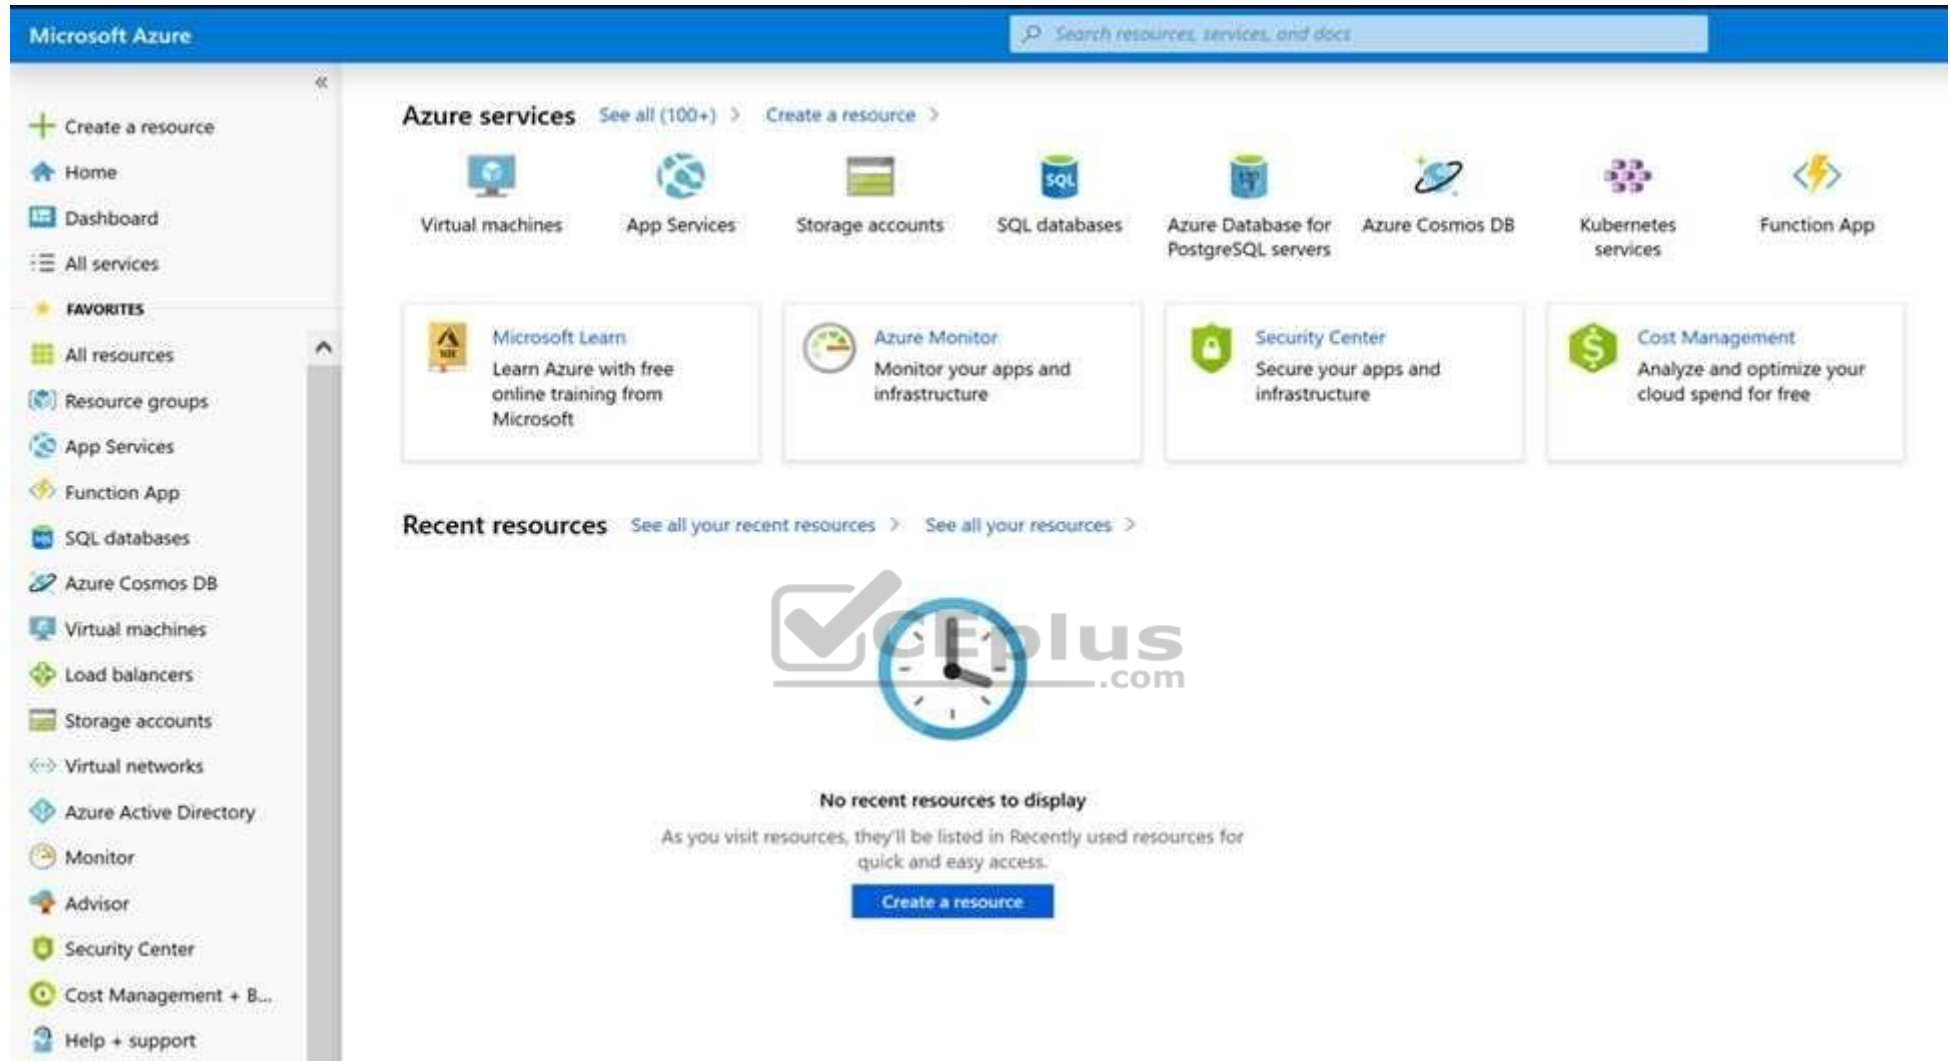 Microsoft Azure
Search resources, services, and docs
«
Create a resource
Home
Dashboard
All services
FAVORITES
All resources
Resource groups
App Services
Function App
SQL databases
Azure Cosmos DB
Virtual machines
Load balancers
Storage accounts
Virtual networks
Azure Active Directory
Monitor
Advisor
Security Center
Cost Management + B...
Help + support
Azure services See all (100+) > Create a resource >
Virtual machines
App Services
Storage accounts
SQL
SQL databases
Azure Database for
PostgreSQL servers
Azure Cosmos DB
Kubernetes
services
Function App
Microsoft Learn
Learn Azure with free
online training from
Microsoft
Azure Monitor
Monitor your apps and
infrastructure
Security Center
Secure your apps and
infrastructure
$
Cost Management
Analyze and optimize your
cloud spend for free
Recent resources See all your recent resources > See all your resources >
CEplus
.com
No recent resources to display
As you visit resources, they'll be listed in Recently used resources for
quick and easy access.
Create a resource